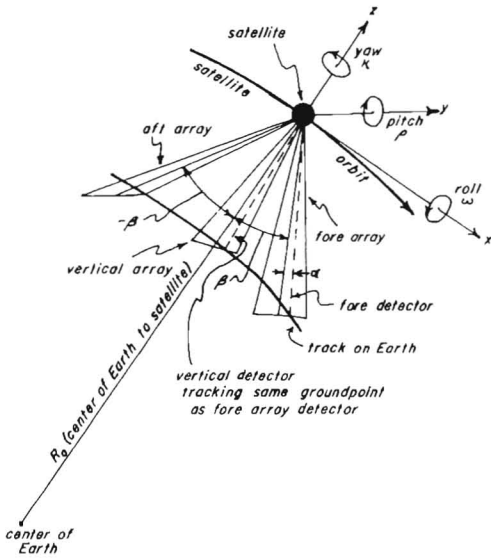 z
satellite
yaw
κ
satellite
y
pitch
ρ
aft array
orbit
roll
ω
x
-β
fore array
vertical array
β
α
fore detector
track on Earth
vertical detector
tracking same groundpoint
as fore array detector
R₀ (center of Earth to satellite)
center of
Earth